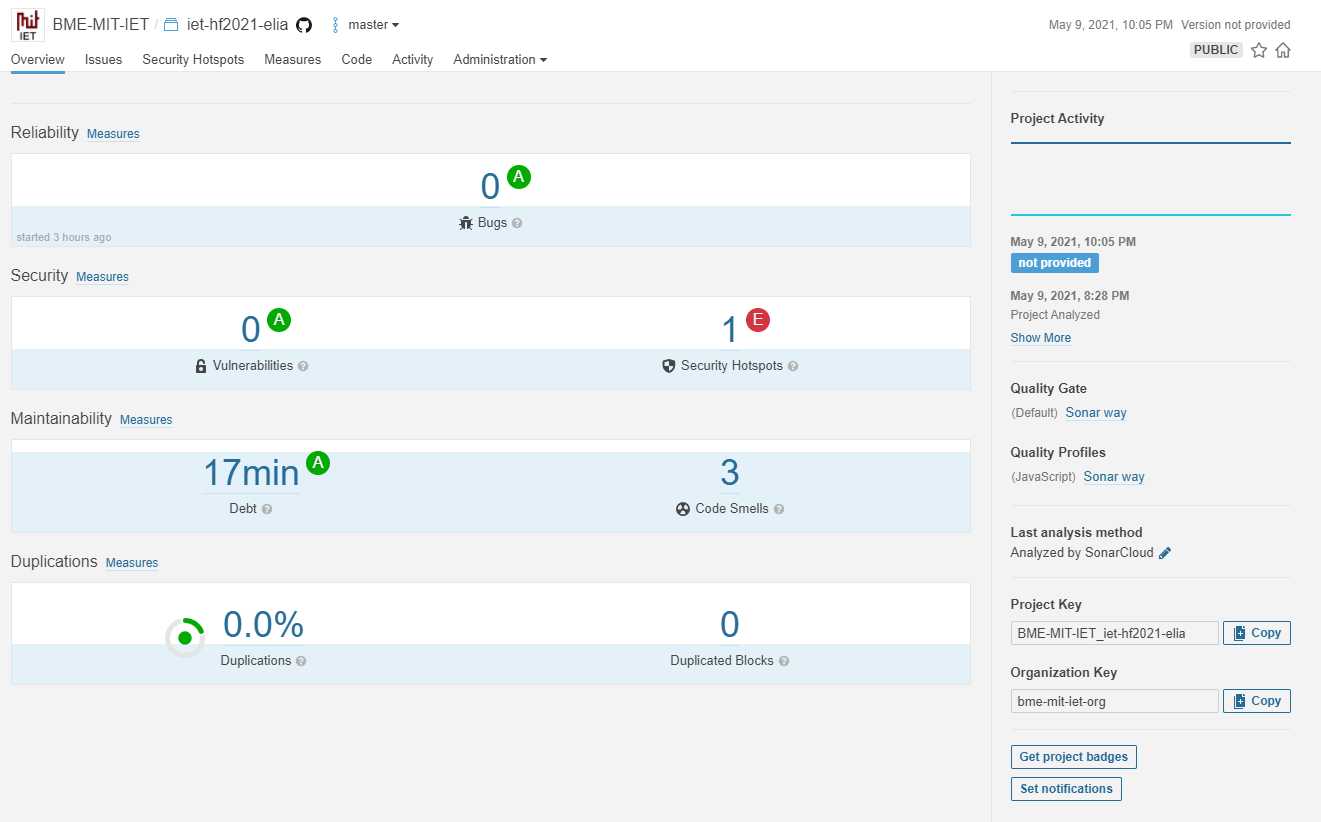 BME-MIT-IET / iet-hf2021-elia master
May 9, 2021, 10:05 PM Version not provided
PUBLIC
Overview Issues Security Hotspots Measures Code Activity Administration
Reliability Measures
0 A
Bugs ?
started 3 hours ago
Security Measures
0 A
Vulnerabilities ?
1 E
Security Hotspots ?
Maintainability Measures
17min A
Debt ?
3
Code Smells ?
Duplications Measures
0.0%
Duplications ?
0
Duplicated Blocks ?
Project Activity
May 9, 2021, 10:05 PM
not provided
May 9, 2021, 8:28 PM
Project Analyzed
Show More
Quality Gate
(Default) Sonar way
Quality Profiles
(JavaScript) Sonar way
Last analysis method
Analyzed by SonarCloud
Project Key
BME-MIT-IET_iet-hf2021-elia Copy
Organization Key
bme-mit-iet-org Copy
Get project badges
Set notifications